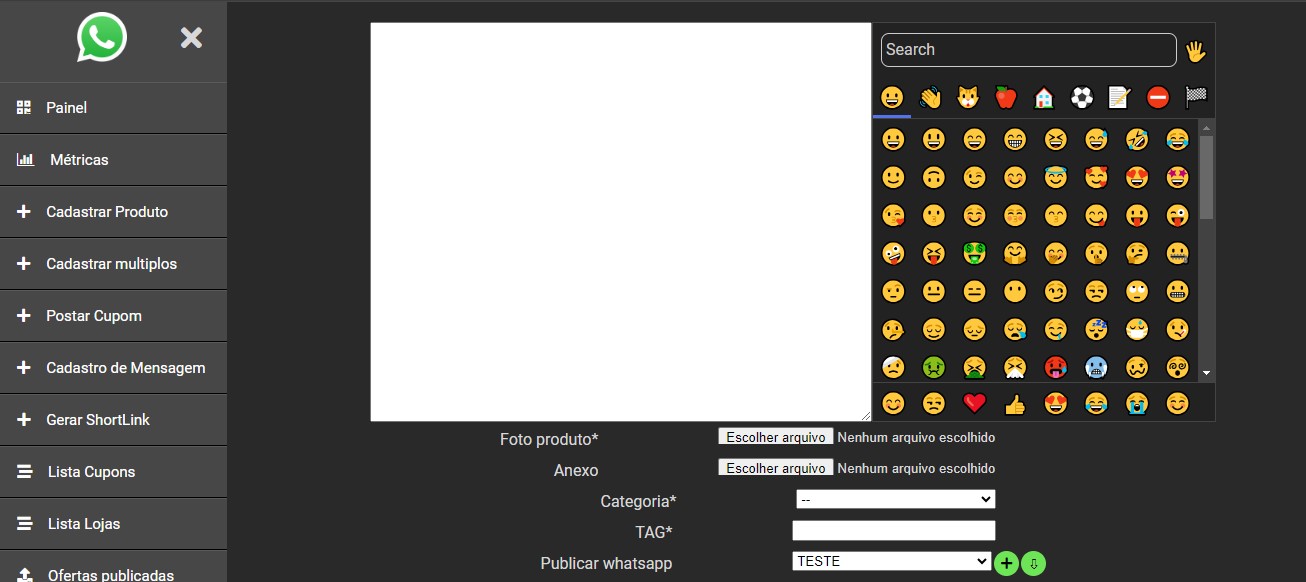 Painel
Métricas
Cadastrar Produto
Cadastrar multiplos
Postar Cupom
Cadastro de Mensagem
Gerar ShortLink
Lista Cupons
Lista Lojas
Ofertas publicadas
Search
Foto produto*
Escolher arquivo Nenhum arquivo escolhido
Anexo
Escolher arquivo Nenhum arquivo escolhido
Categoria*
--
TAG*
Publicar whatsapp
TESTE